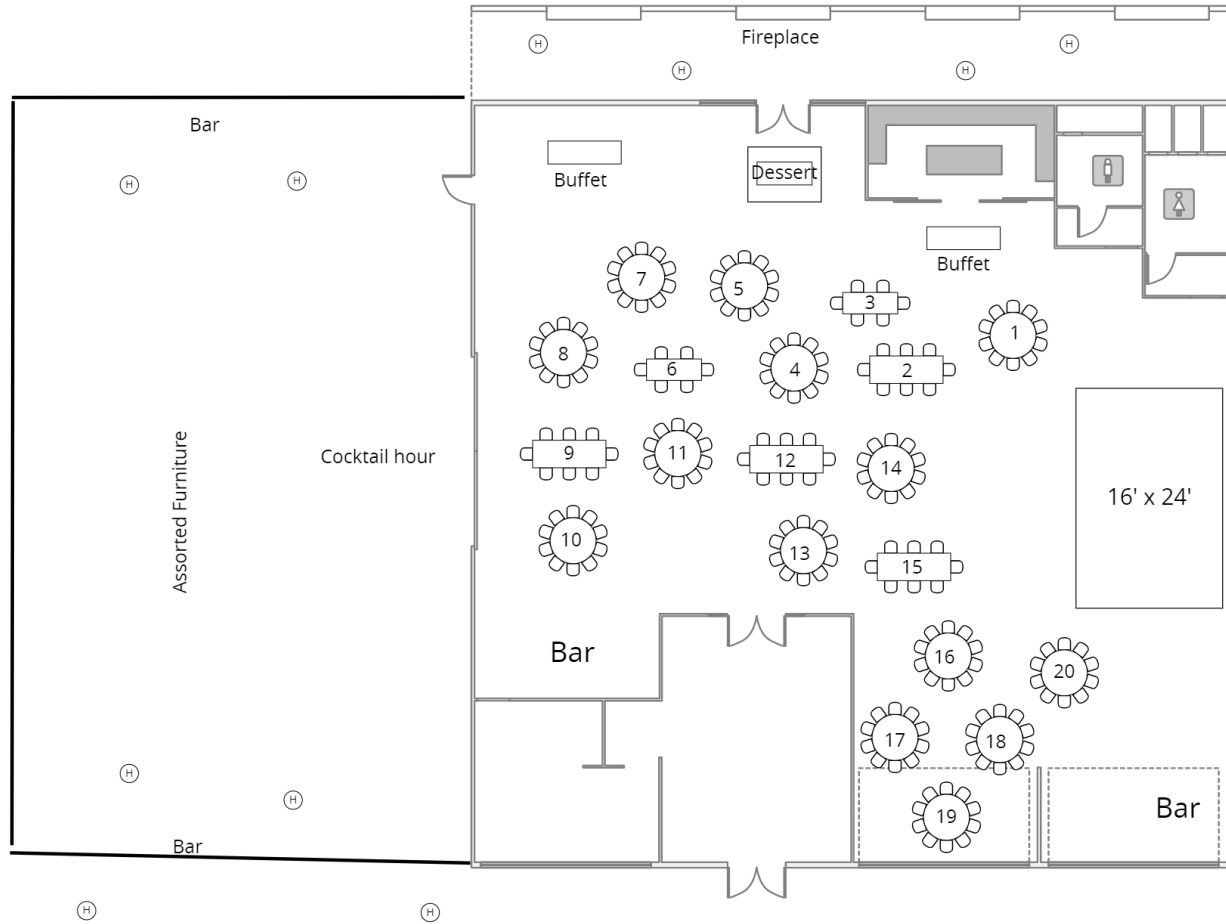 Fireplace
H
H
H
H
Bar
H
H
Buffet
Dessert
Buffet
7
5
3
1
8
6
4
2
Assorted Furniture
Cocktail hour
9
11
12
14
16' x 24'
10
13
15
Bar
16
20
17
18
19
Bar
H
H
Bar
H
H